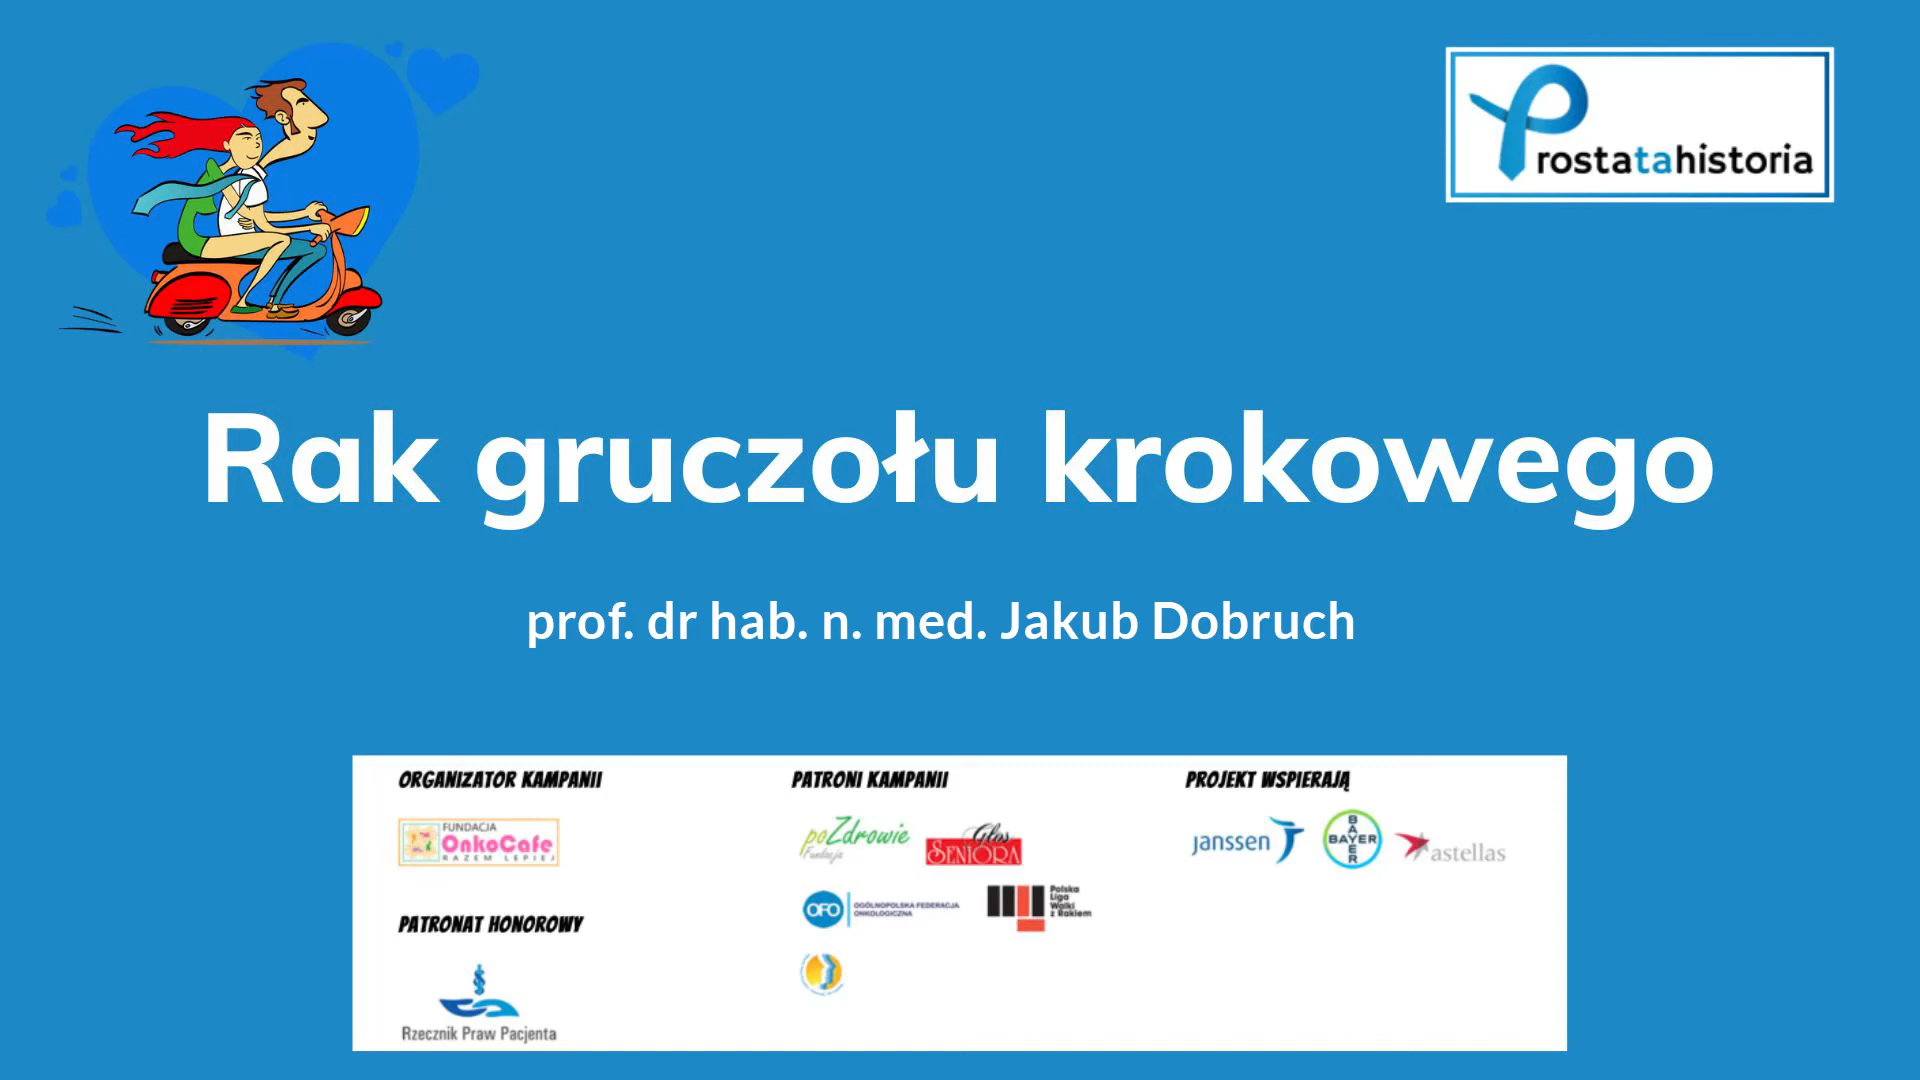 Prostatahistoria
Rak gruczołu krokowego
prof. dr hab. n. med. Jakub Dobruch
ORGANIZATOR KAMPANII
FUNDACJA
OnkoCafe
RAZEM LEPIEJ
PATRONAT HONOROWY
Rzecznik Praw Pacjenta
PATRONI KAMPANII
poZdrowie
Fundacja
Głos
SENIORA
OFO
OGÓLNOPOLSKA FEDERACJA
ONKOLOGICZNA
Polska
Liga
Walki
z Rakiem
PROJEKT WSPIERAJĄ
janssen
BAYER
BAYER
astellas